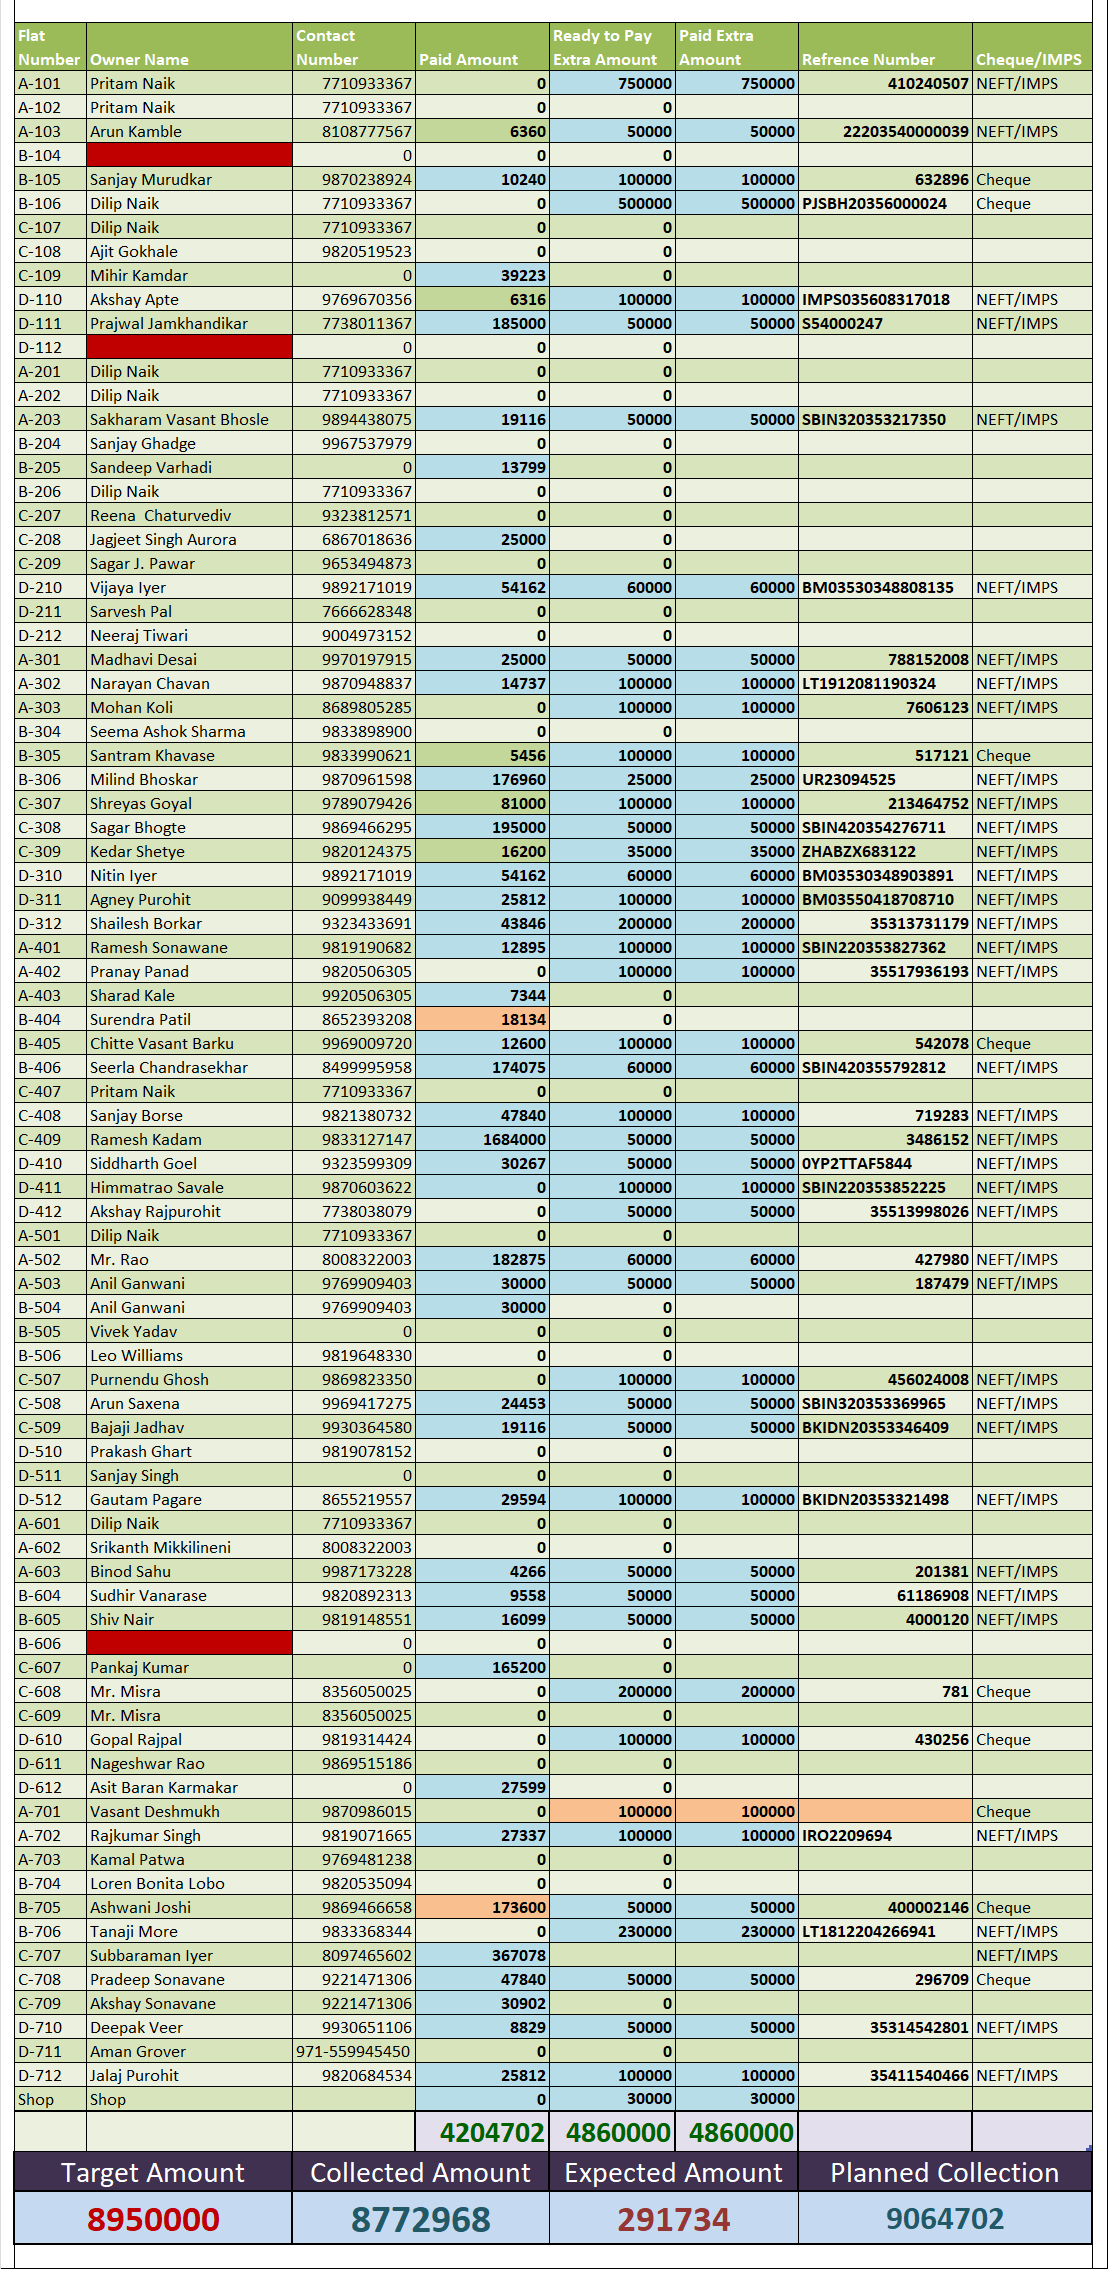 Flat Number Owner Name Contact Number Paid Amount Ready to Pay Extra Amount Paid Extra Amount Refrence Number Cheque/IMPS
A-101 Pritam Naik 7710933367 0 750000 750000 410240507 NEFT/IMPS
A-102 Pritam Naik 7710933367 0 0
A-103 Arun Kamble 8108777567 6360 50000 50000 22203540000039 NEFT/IMPS
B-104 0 0 0
B-105 Sanjay Murudkar 9870238924 10240 100000 100000 632896 Cheque
B-106 Dilip Naik 7710933367 0 500000 500000 PJSBH20356000024 Cheque
C-107 Dilip Naik 7710933367 0 0
C-108 Ajit Gokhale 9820519523 0 0
C-109 Mihir Kamdar 0 39223 0
D-110 Akshay Apte 9769670356 6316 100000 100000 IMPS035608317018 NEFT/IMPS
D-111 Prajwal Jamkhandikar 7738011367 185000 50000 50000 S54000247 NEFT/IMPS
D-112 0 0 0
A-201 Dilip Naik 7710933367 0 0
A-202 Dilip Naik 7710933367 0 0
A-203 Sakharam Vasant Bhosle 9894438075 19116 50000 50000 SBIN320353217350 NEFT/IMPS
B-204 Sanjay Ghadge 9967537979 0 0
B-205 Sandeep Varhadi 0 13799 0
B-206 Dilip Naik 7710933367 0 0
C-207 Reena Chaturvediv 9323812571 0 0
C-208 Jagjeet Singh Aurora 6867018636 25000 0
C-209 Sagar J. Pawar 9653494873 0 0
D-210 Vijaya Iyer 9892171019 54162 60000 60000 BM03530348808135 NEFT/IMPS
D-211 Sarvesh Pal 7666628348 0 0
D-212 Neeraj Tiwari 9004973152 0 0
A-301 Madhavi Desai 9970197915 25000 50000 50000 788152008 NEFT/IMPS
A-302 Narayan Chavan 9870948837 14737 100000 100000 LT1912081190324 NEFT/IMPS
A-303 Mohan Koli 8689805285 0 100000 100000 7606123 NEFT/IMPS
B-304 Seema Ashok Sharma 9833898900 0 0
B-305 Santram Khavase 9833990621 5456 100000 100000 517121 Cheque
B-306 Milind Bhoskar 9870961598 176960 25000 25000 UR23094525 NEFT/IMPS
C-307 Shreyas Goyal 9789079426 81000 100000 100000 213464752 NEFT/IMPS
C-308 Sagar Bhogte 9869466295 195000 50000 50000 SBIN420354276711 NEFT/IMPS
C-309 Kedar Shetye 9820124375 16200 35000 35000 ZHABZX683122 NEFT/IMPS
D-310 Nitin Iyer 9892171019 54162 60000 60000 BM03530348903891 NEFT/IMPS
D-311 Agney Purohit 9099938449 25812 100000 100000 BM03550418708710 NEFT/IMPS
D-312 Shailesh Borkar 9323433691 43846 200000 200000 35313731179 NEFT/IMPS
A-401 Ramesh Sonawane 9819190682 12895 100000 100000 SBIN220353827362 NEFT/IMPS
A-402 Pranay Panad 9820506305 0 100000 100000 35517936193 NEFT/IMPS
A-403 Sharad Kale 9920506305 7344 0
B-404 Surendra Patil 8652393208 18134 0
B-405 Chitte Vasant Barku 9969009720 12600 100000 100000 542078 Cheque
B-406 Seerla Chandrasekhar 8499995958 174075 60000 60000 SBIN420355792812 NEFT/IMPS
C-407 Pritam Naik 7710933367 0 0
C-408 Sanjay Borse 9821380732 47840 100000 100000 719283 NEFT/IMPS
C-409 Ramesh Kadam 9833127147 1684000 50000 50000 3486152 NEFT/IMPS
D-410 Siddharth Goel 9323599309 30267 50000 50000 0YP2TTAF5844 NEFT/IMPS
D-411 Himmatrao Savale 9870603622 0 100000 100000 SBIN220353852225 NEFT/IMPS
D-412 Akshay Rajpurohit 7738038079 0 50000 50000 35513998026 NEFT/IMPS
A-501 Dilip Naik 7710933367 0 0
A-502 Mr. Rao 8008322003 182875 60000 60000 427980 NEFT/IMPS
A-503 Anil Ganwani 9769909403 30000 50000 50000 187479 NEFT/IMPS
B-504 Anil Ganwani 9769909403 30000 0
B-505 Vivek Yadav 0 0 0
B-506 Leo Williams 9819648330 0 0
C-507 Purnendu Ghosh 9869823350 0 100000 100000 456024008 NEFT/IMPS
C-508 Arun Saxena 9969417275 24453 50000 50000 SBIN320353369965 NEFT/IMPS
C-509 Bajaji Jadhav 9930364580 19116 50000 50000 BKIDN20353346409 NEFT/IMPS
D-510 Prakash Ghart 9819078152 0 0
D-511 Sanjay Singh 0 0 0
D-512 Gautam Pagare 8655219557 29594 100000 100000 BKIDN20353321498 NEFT/IMPS
A-601 Dilip Naik 7710933367 0 0
A-602 Srikanth Mikkilineni 8008322003 0 0
A-603 Binod Sahu 9987173228 4266 50000 50000 201381 NEFT/IMPS
B-604 Sudhir Vanarase 9820892313 9558 50000 50000 61186908 NEFT/IMPS
B-605 Shiv Nair 9819148551 16099 50000 50000 4000120 NEFT/IMPS
B-606 0 0 0
C-607 Pankaj Kumar 0 165200 0
C-608 Mr. Misra 8356050025 0 200000 200000 781 Cheque
C-609 Mr. Misra 8356050025 0 0
D-610 Gopal Rajpal 9819314424 0 100000 100000 430256 Cheque
D-611 Nageshwar Rao 9869515186 0 0
D-612 Asit Baran Karmakar 0 27599 0
A-701 Vasant Deshmukh 9870986015 0 100000 100000 Cheque
A-702 Rajkumar Singh 9819071665 27337 100000 100000 IRO2209694 NEFT/IMPS
A-703 Kamal Patwa 9769481238 0 0
B-704 Loren Bonita Lobo 9820535094 0 0
B-705 Ashwani Joshi 9869466658 173600 50000 50000 400002146 Cheque
B-706 Tanaji More 9833368344 0 230000 230000 LT1812204266941 NEFT/IMPS
C-707 Subbaraman Iyer 8097465602 367078 NEFT/IMPS
C-708 Pradeep Sonavane 9221471306 47840 50000 50000 296709 Cheque
C-709 Akshay Sonavane 9221471306 30902 0
D-710 Deepak Veer 9930651106 8829 50000 50000 35314542801 NEFT/IMPS
D-711 Aman Grover 971-559945450 0 0
D-712 Jalaj Purohit 9820684534 25812 100000 100000 35411540466 NEFT/IMPS
Shop Shop 0 30000 30000
4204702 4860000 4860000
Target Amount Collected Amount Expected Amount Planned Collection
8950000 8772968 291734 9064702